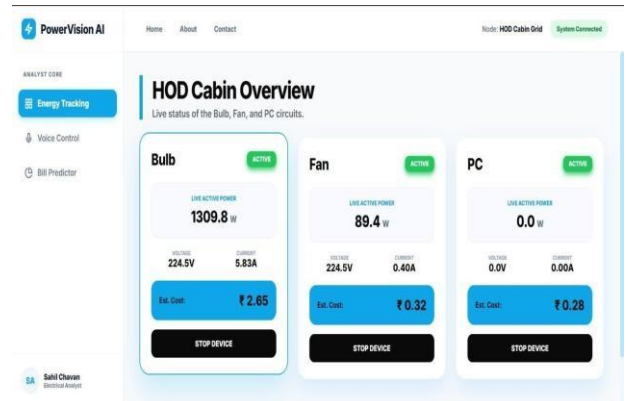 PowerVision AI
Home About Contact
Node: HOD Cabin Grid System Connected
ANALYST CORE
Energy Tracking
Voice Control
Bill Predictor
HOD Cabin Overview
Live status of the Bulb, Fan, and PC circuits.
Bulb ACTIVE
LIVE ACTIVE POWER
1309.8 W
VOLTAGE CURRENT
224.5V 5.83A
Est. Cost: ₹ 2.65
STOP DEVICE
Fan ACTIVE
LIVE ACTIVE POWER
89.4 W
VOLTAGE CURRENT
224.5V 0.40A
Est. Cost: ₹ 0.32
STOP DEVICE
PC ACTIVE
LIVE ACTIVE POWER
0.0 W
VOLTAGE CURRENT
0.0V 0.00A
Est. Cost: ₹ 0.28
STOP DEVICE
SA Sahil Chavan
Electrical Analyst